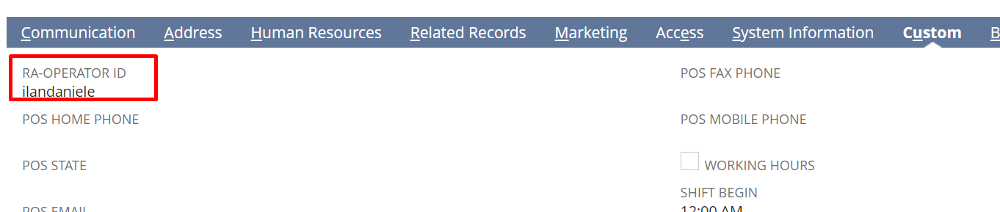 Communication Address Human Resources Related Records Marketing Access System Information Custom B
RA-OPERATOR ID
ilandaniele
POS FAX PHONE
POS HOME PHONE
POS MOBILE PHONE
POS STATE
WORKING HOURS
SHIFT BEGIN
12:00 AM
POS EMAIL